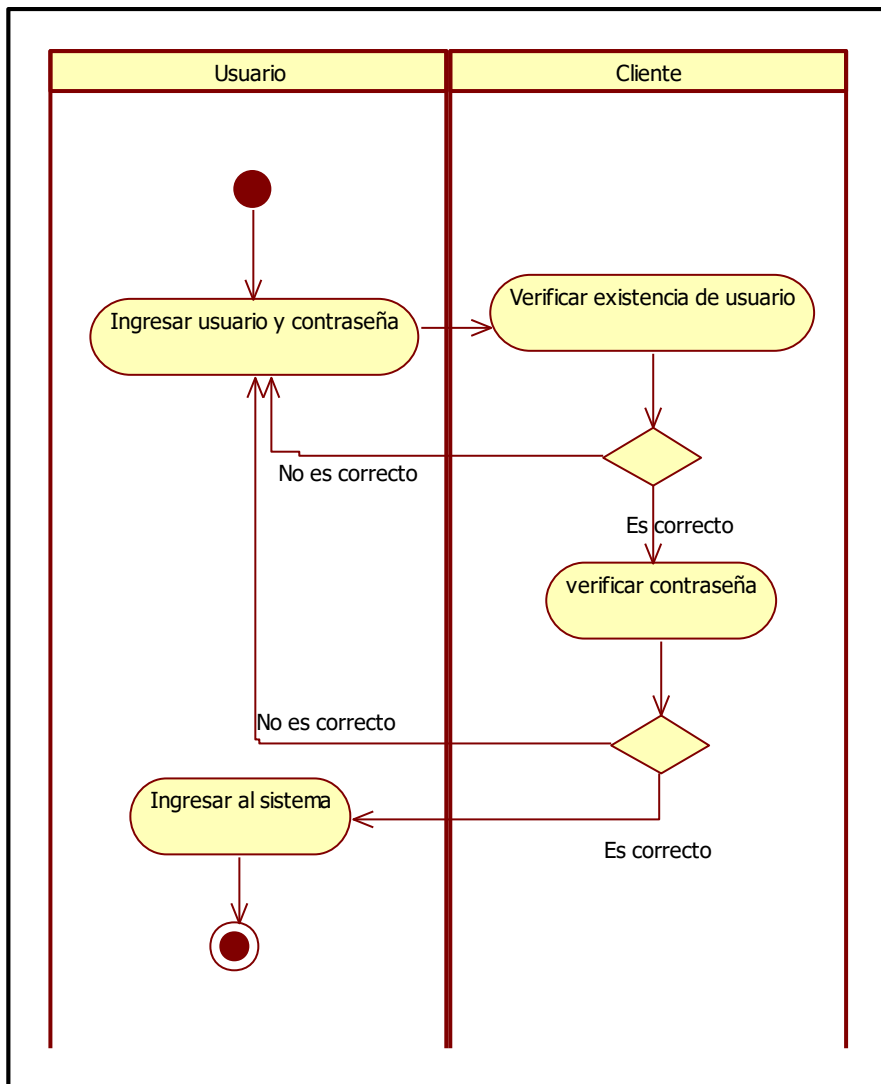 Usuario
Cliente
Verificar existencia de usuario
Ingresar usuario y contraseña
No es correcto
Es correcto
verificar contraseña
No es correcto
Ingresar al sistema
Es correcto